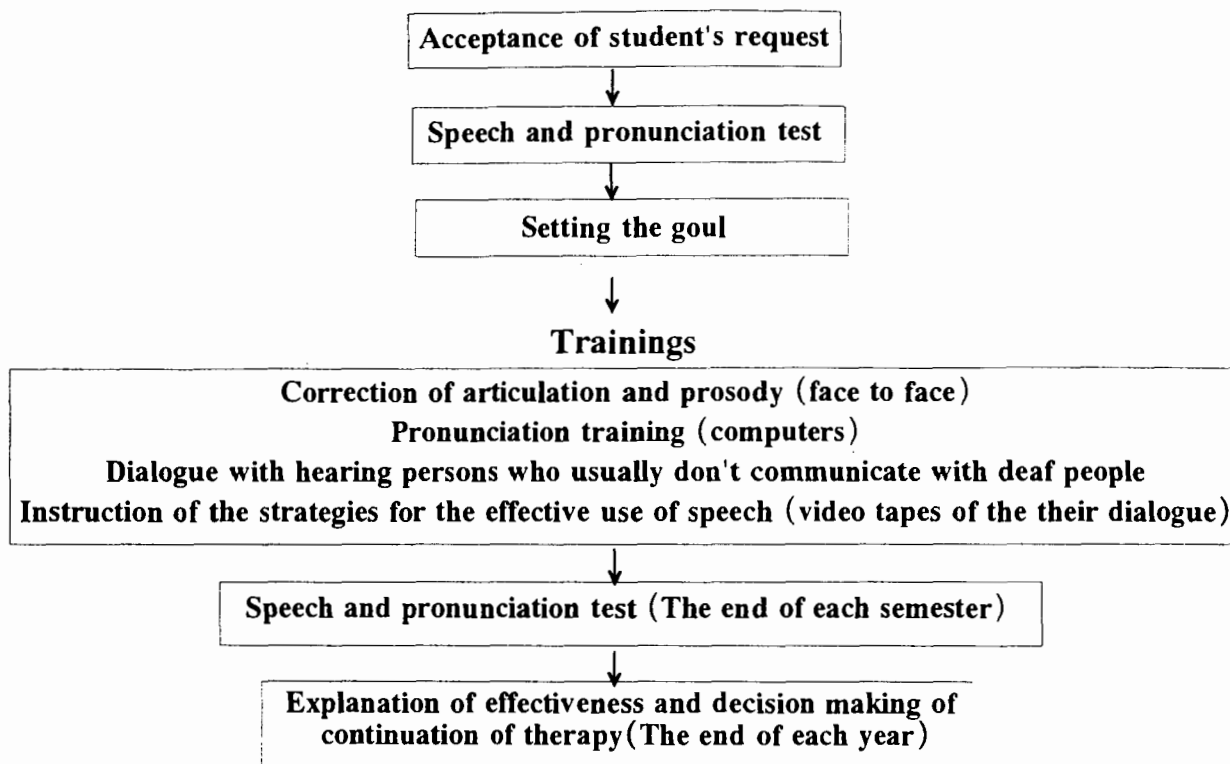 Acceptance of student's request
Speech and pronunciation test
Setting the goul
Trainings
Correction of articulation and prosody (face to face)
Pronunciation training (computers)
Dialogue with hearing persons who usually don't communicate with deaf people
Instruction of the strategies for the effective use of speech (video tapes of the their dialogue)
Speech and pronunciation test (The end of each semester)
Explanation of effectiveness and decision making of
continuation of therapy(The end of each year)